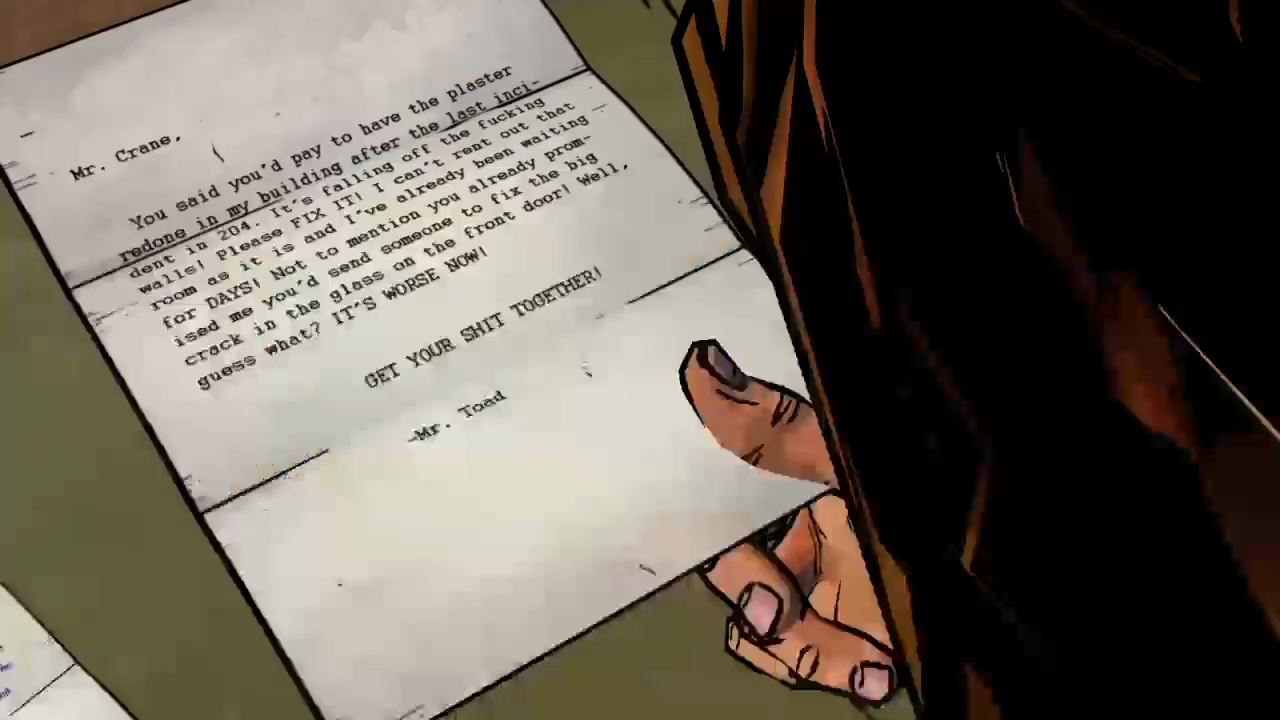 Mr. Crane,
You said you'd pay to have the plaster
redone in my building after the last inci-
dent in 204. It's falling off the fucking
walls! Please FIX IT! I can't rent out that
room as it is and I've already been waiting
for DAYS! Not to mention you already prom-
ised me you'd send someone to fix the big
crack in the glass on the front door! Well,
guess what? IT'S WORSE NOW!
GET YOUR SHIT TOGETHER!
-Mr. Toad